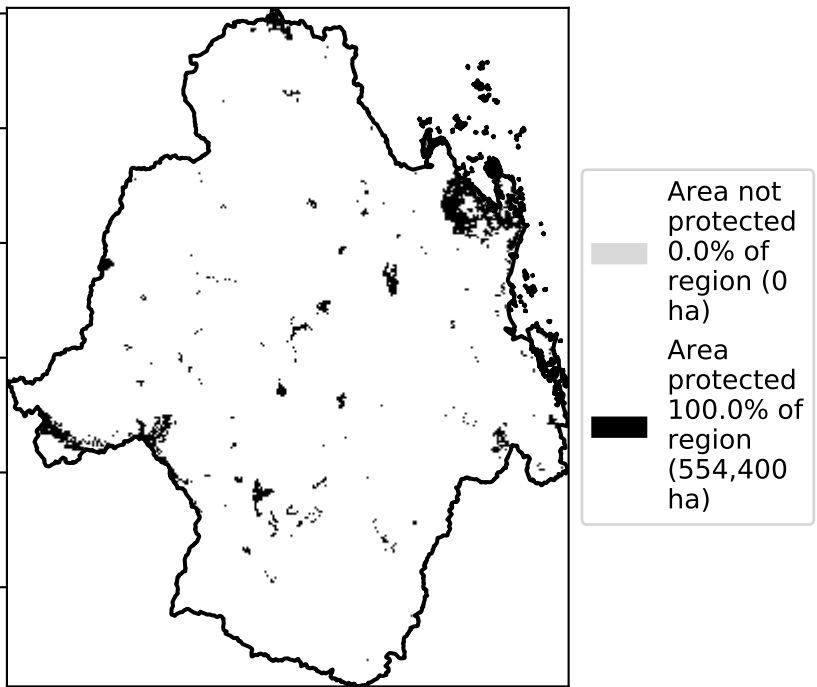 Area not
protected
0.0% of
region (0
ha)
Area
protected
100.0% of
region
(554,400
ha)